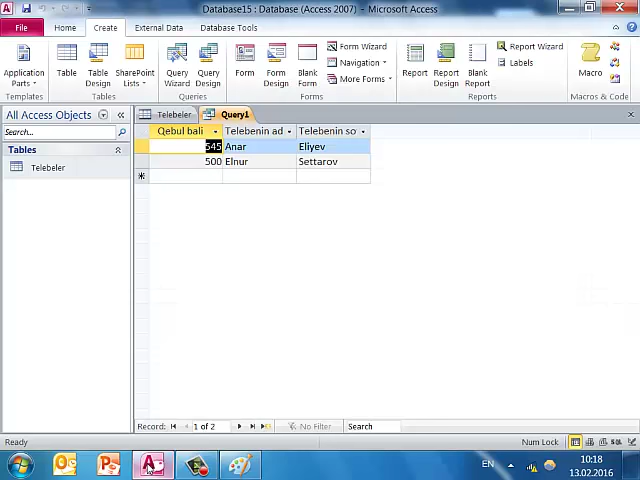 Database15 : Database (Access 2007) - Microsoft Access
File Home Create External Data Database Tools
Application Parts Table Table Design SharePoint Lists Query Wizard Query Design Form Form Design Blank Form Form Wizard Navigation More Forms Report Report Design Blank Report Report Wizard Labels Macro
Templates Tables Queries Forms Reports Macros & Code
All Access Objects
Search...
Tables
Telebeler
Telebeler Query1
Qebul bali Telebenin ad Telebenin so
545 Anar Eliyev
500 Elnur Settarov
Record: 1 of 2 No Filter Search
Ready Num Lock
EN 10:18
13.02.2016